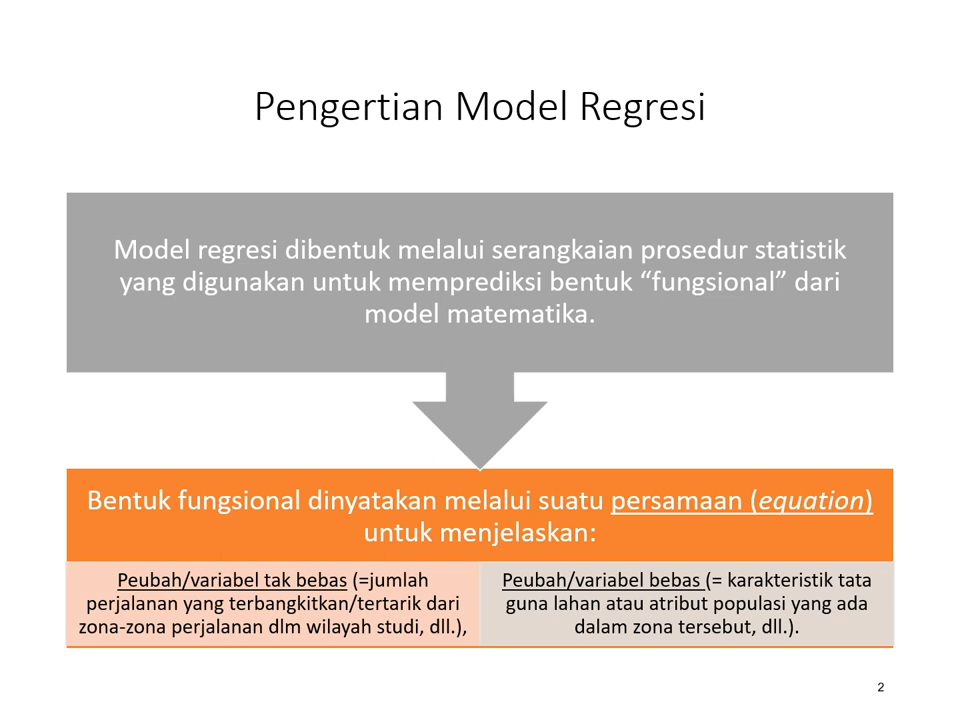 Pengertian Model Regresi
Model regresi dibentuk melalui serangkaian prosedur statistik
yang digunakan untuk memprediksi bentuk “fungsional” dari
model matematika.
Bentuk fungsional dinyatakan melalui suatu persamaan (equation)
untuk menjelaskan:
Peubah/variabel tak bebas (=jumlah
perjalanan yang terbangkitkan/tertarik dari
zona-zona perjalanan dlm wilayah studi, dll.),
Peubah/variabel bebas (= karakteristik tata
guna lahan atau atribut populasi yang ada
dalam zona tersebut, dll.).
2